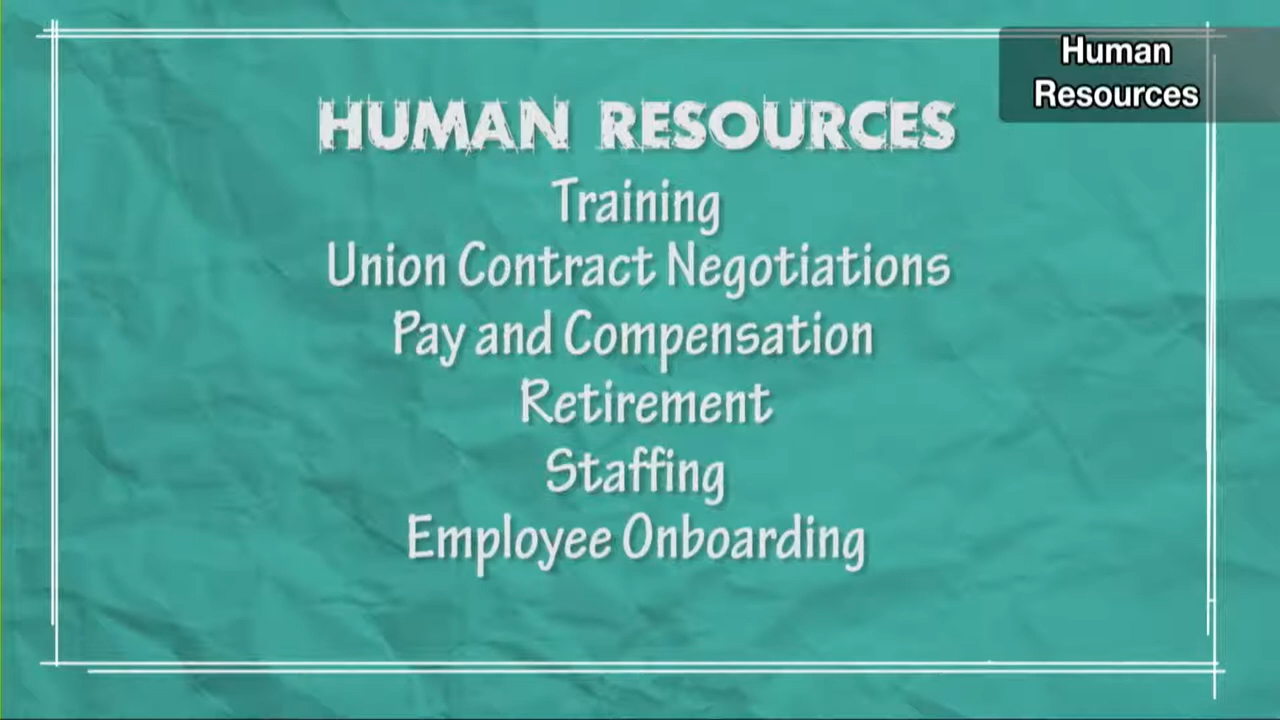 Human
Resources
HUMAN RESOURCES
Training
Union Contract Negotiations
Pay and Compensation
Retirement
Staffing
Employee Onboarding